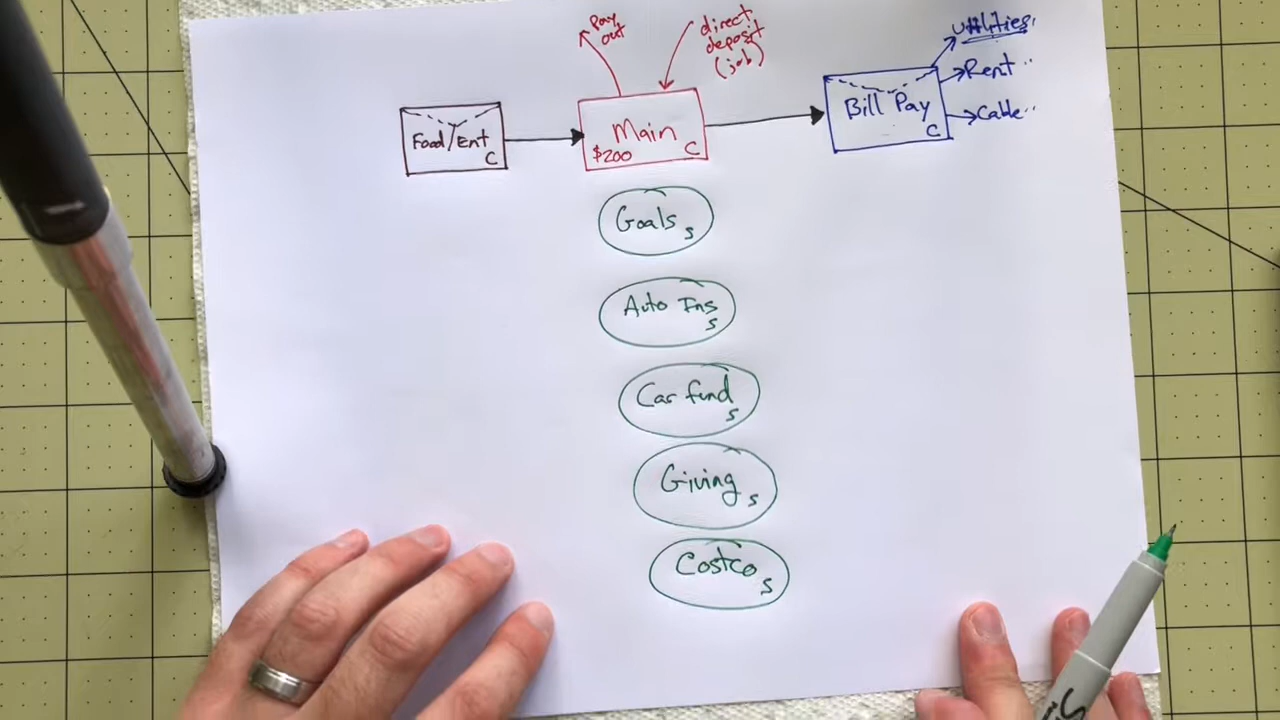 Pay
out
direct
deposit
(job)
Utilities..
Rent..
Cable..
Food/Ent
C
Main
$200 C
Bill Pay
C
Goals
S
Auto Ins
S
Car fund
S
Giving
S
Costco
S